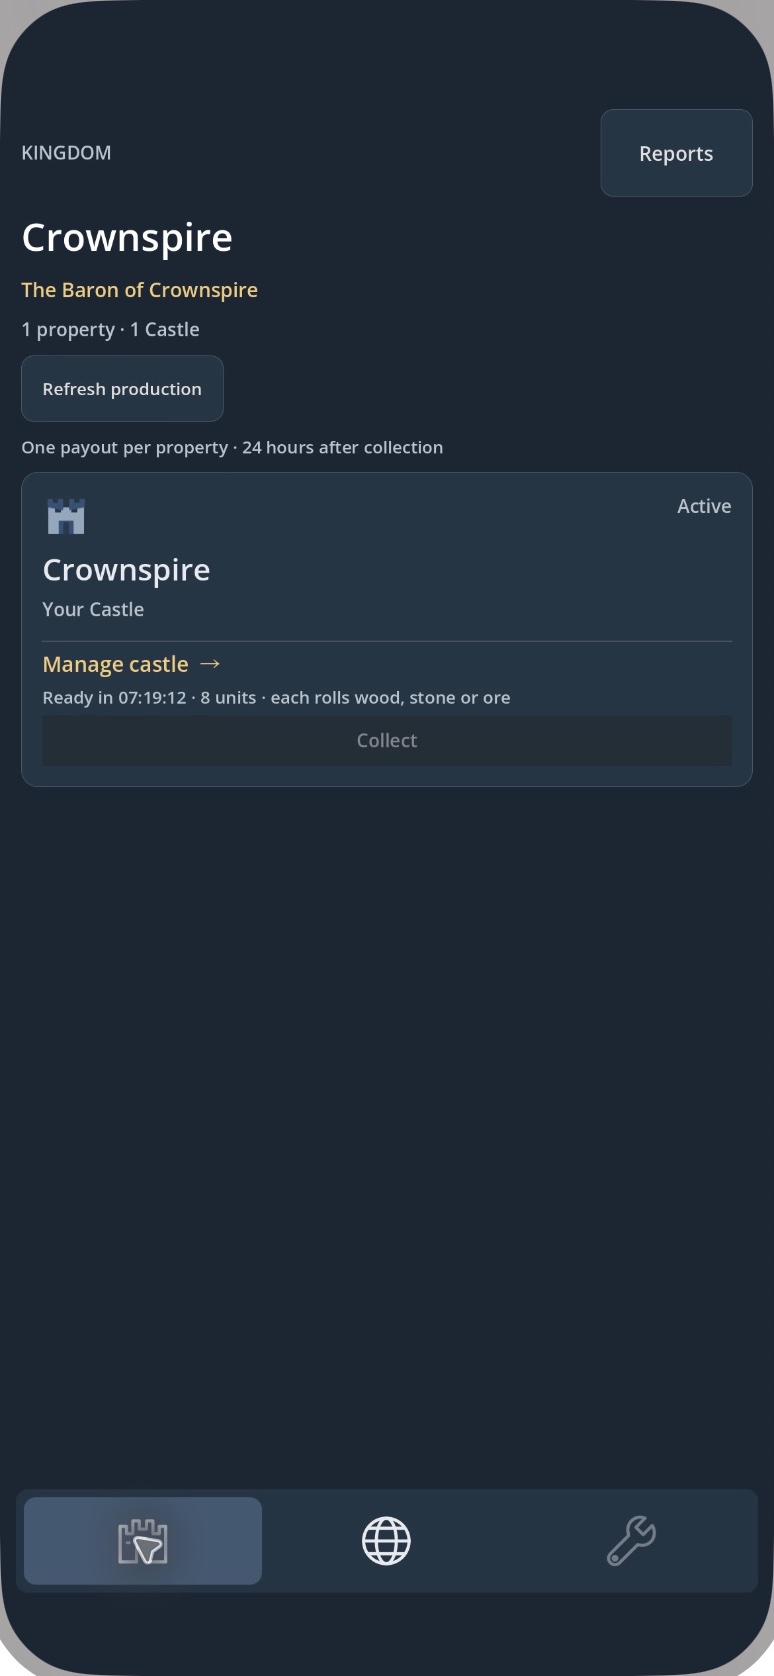 KINGDOM
Reports
Crownspire
The Baron of Crownspire
1 property · 1 Castle
Refresh production
One payout per property · 24 hours after collection
Active
Crownspire
Your Castle
Manage castle →
Ready in 07:19:12 · 8 units · each rolls wood, stone or ore
Collect